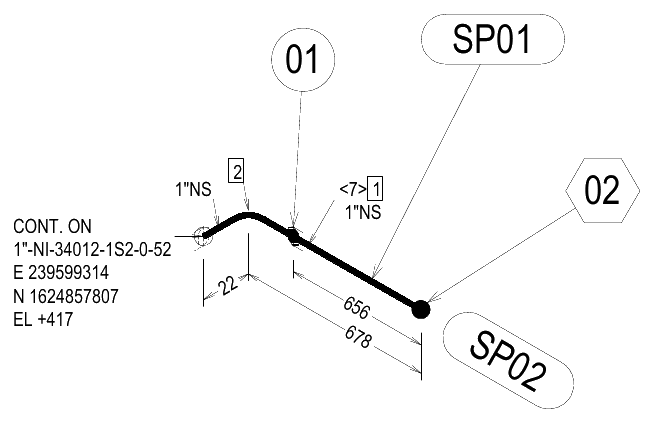 01
SP01
2
1"NS
<7> 1
1"NS
02
CONT. ON
1"-NI-34012-1S2-0-52
E 239599314
N 1624857807
EL +417
22
656
678
SP02